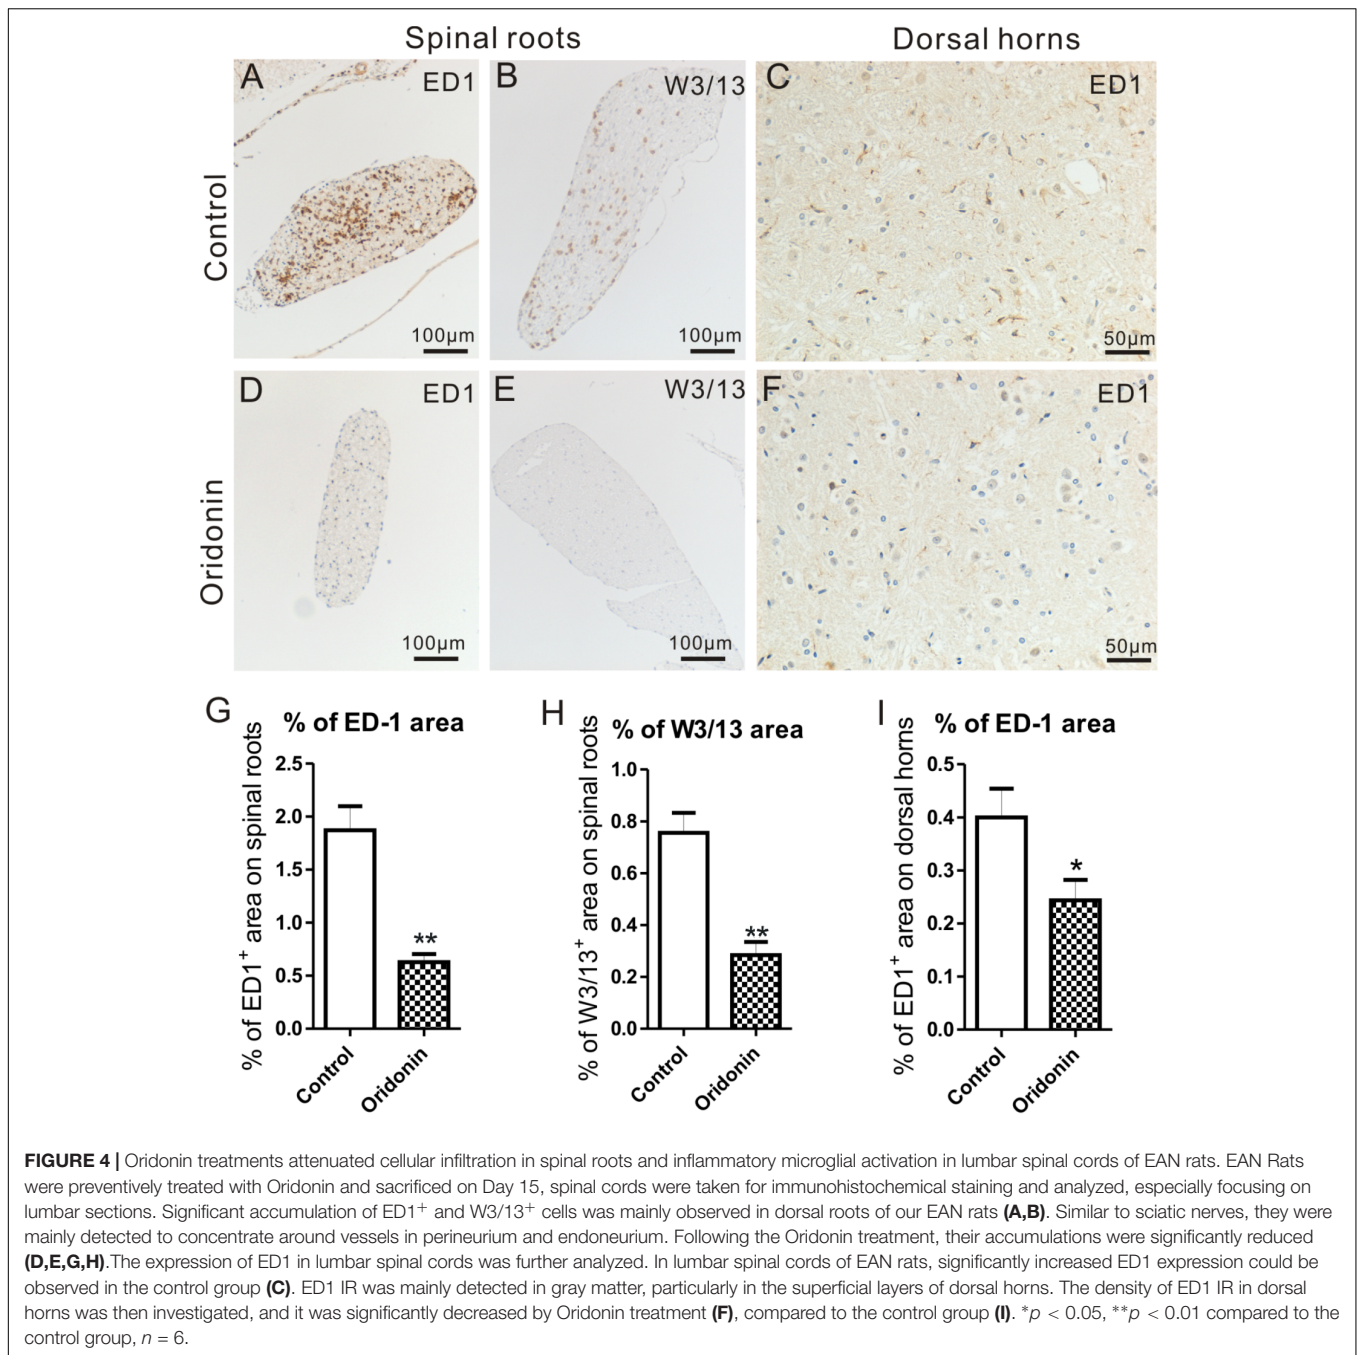 Spinal roots
Dorsal horns
Control
A
ED1
100µm
B
W3/13
100µm
C
ED1
50µm
Oridonin
D
ED1
100µm
E
W3/13
100µm
F
ED1
50µm
G
% of ED-1 area
% of ED1⁺ area on spinal roots
2.5
2.0
1.5
1.0
0.5
0.0
**
Control
Oridonin
H
% of W3/13 area
% of W3/13⁺ area on spinal roots
1.0
0.8
0.6
0.4
0.2
0.0
**
Control
Oridonin
I
% of ED-1 area
% of ED1⁺ area on dorsal horns
0.5
0.4
0.3
0.2
0.1
0.0
*
Control
Oridonin
FIGURE 4 | Oridonin treatments attenuated cellular infiltration in spinal roots and inflammatory microglial activation in lumbar spinal cords of EAN rats. EAN Rats
were preventively treated with Oridonin and sacrificed on Day 15, spinal cords were taken for immunohistochemical staining and analyzed, especially focusing on
lumbar sections. Significant accumulation of ED1⁺ and W3/13⁺ cells was mainly observed in dorsal roots of our EAN rats (A,B). Similar to sciatic nerves, they were
mainly detected to concentrate around vessels in perineurium and endoneurium. Following the Oridonin treatment, their accumulations were significantly reduced
(D,E,G,H).The expression of ED1 in lumbar spinal cords was further analyzed. In lumbar spinal cords of EAN rats, significantly increased ED1 expression could be
observed in the control group (C). ED1 IR was mainly detected in gray matter, particularly in the superficial layers of dorsal horns. The density of ED1 IR in dorsal
horns was then investigated, and it was significantly decreased by Oridonin treatment (F), compared to the control group (I). *p < 0.05, **p < 0.01 compared to the
control group, n = 6.